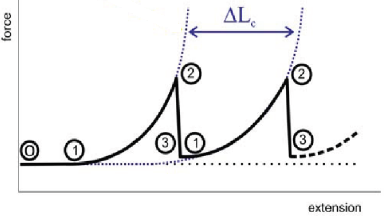 force
ΔLc
2 2
0 1 3 1 3
extension